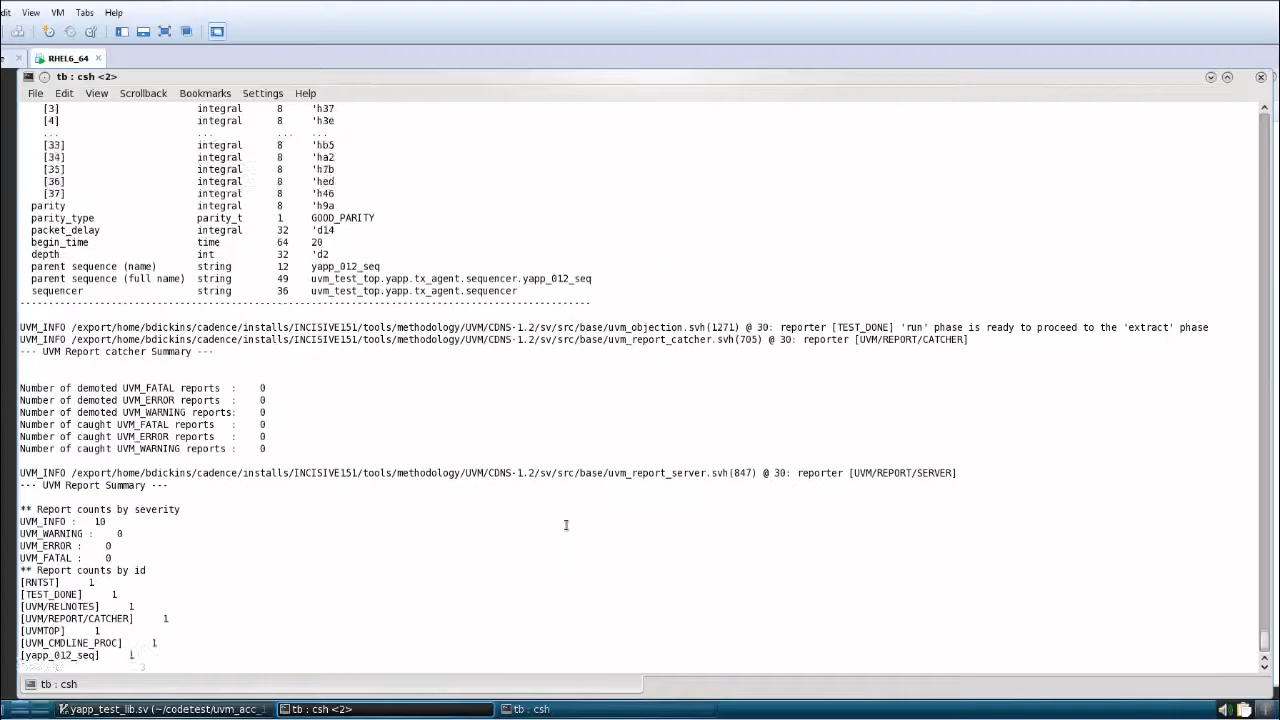 dit View VM Tabs Help
RHEL6_64
tb : csh <2>
File Edit View Scrollback Bookmarks Settings Help
[3] integral 8 'h37
[4] integral 8 'h3e
... ... ... ...
[33] integral 8 'hb5
[34] integral 8 'ha2
[35] integral 8 'h7b
[36] integral 8 'hed
[37] integral 8 'h46
parity integral 8 'h9a
parity_type parity_t 1 GOOD_PARITY
packet_delay integral 32 'd14
begin_time time 64 20
depth int 32 'd2
parent sequence (name) string 12 yapp_012_seq
parent sequence (full name) string 49 uvm_test_top.yapp.tx_agent.sequencer.yapp_012_seq
sequencer string 36 uvm_test_top.yapp.tx_agent.sequencer
-----------------------------------------------------------------------------------------------
UVM_INFO /export/home/bdickins/cadence/installs/INCISIVE151/tools/methodology/UVM/CDNS-1.2/sv/src/base/uvm_objection.svh(1271) @ 30: reporter [TEST_DONE] 'run' phase is ready to proceed to the 'extract' phase
UVM_INFO /export/home/bdickins/cadence/installs/INCISIVE151/tools/methodology/UVM/CDNS-1.2/sv/src/base/uvm_report_catcher.svh(705) @ 30: reporter [UVM/REPORT/CATCHER]
--- UVM Report catcher Summary ---
Number of demoted UVM_FATAL reports : 0
Number of demoted UVM_ERROR reports : 0
Number of demoted UVM_WARNING reports: 0
Number of caught UVM_FATAL reports : 0
Number of caught UVM_ERROR reports : 0
Number of caught UVM_WARNING reports : 0
UVM_INFO /export/home/bdickins/cadence/installs/INCISIVE151/tools/methodology/UVM/CDNS-1.2/sv/src/base/uvm_report_server.svh(847) @ 30: reporter [UVM/REPORT/SERVER]
--- UVM Report Summary ---
** Report counts by severity
UVM_INFO : 10
UVM_WARNING : 0
UVM_ERROR : 0
UVM_FATAL : 0
** Report counts by id
[RNTST] 1
[TEST_DONE] 1
[UVM/RELNOTES] 1
[UVM/REPORT/CATCHER] 1
[UVMTOP] 1
[UVM_CMDLINE_PROC] 1
[yapp_012_seq] 1
3
tb : csh
yapp_test_lib.sv (~/codetest/uvm_acc_1 tb : csh <2> tb : csh